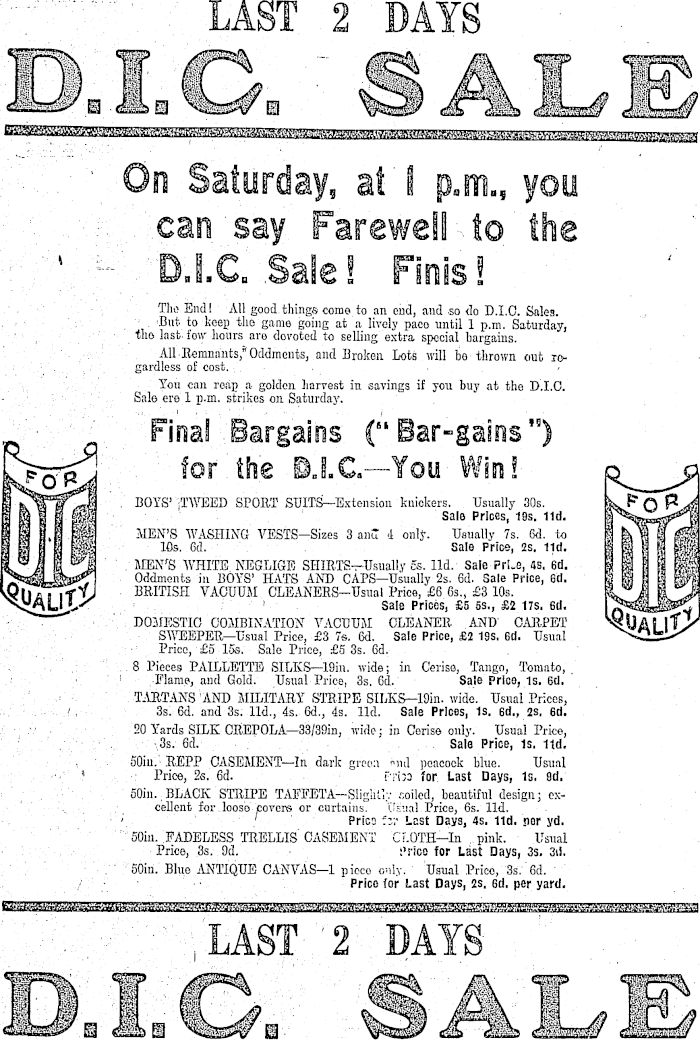 LAST 2 DAYS
D.I.C. SALE
On Saturday, at 1 p.m., you
can say Farewell to the
D.I.C. Sale! Finis!
The End! All good things come to an end, and so do D.I.C. Sales.
But to keep the game going at a lively pace until 1 p.m. Saturday,
the last few hours are devoted to selling extra special bargains.
All Remnants, Oddments, and Broken Lots will be thrown out re-
gardless of cost.
You can reap a golden harvest in savings if you buy at the D.I.C.
Sale ere 1 p.m. strikes on Saturday.
Final Bargains ("Bar-gains")
for the D.I.C.—You Win!
FOR
DIC
QUALITY
FOR
DIC
QUALITY
BOYS' TWEED SPORT SUITS—Extension knickers. Usually 30s.
Sale Prices, 19s. 11d.
MEN'S WASHING VESTS—Sizes 3 and 4 only. Usually 7s. 6d. to
10s. 6d. Sale Price, 2s. 11d.
MEN'S WHITE NEGLIGE SHIRTS—Usually 5s. 11d. Sale Price, 4s. 6d.
Oddments in BOYS' HATS AND CAPS—Usually 2s. 6d. Sale Price, 6d.
BRITISH VACUUM CLEANERS—Usual Price, £6 6s., £3 10s.
Sale Prices, £5 5s., £2 17s. 6d.
DOMESTIC COMBINATION VACUUM CLEANER AND CARPET
SWEEPER—Usual Price, £3 7s. 6d. Sale Price, £2 19s. 6d. Usual
Price, £5 15s. Sale Price, £5 3s. 6d.
8 Pieces PAILLETTE SILKS—19in. wide; in Cerise, Tango, Tomato,
Flame, and Gold. Usual Price, 3s. 6d. Sale Price, 1s. 6d.
TARTANS AND MILITARY STRIPE SILKS—19in. wide. Usual Prices,
3s. 6d. and 3s. 11d., 4s. 6d., 4s. 11d. Sale Prices, 1s. 6d., 2s. 6d.
20 Yards SILK CREPOLA—33/39in, wide; in Cerise only. Usual Price,
3s. 6d. Sale Price, 1s. 11d.
50in. REPP CASEMENT—In dark green and peacock blue. Usual
Price, 2s. 6d. Price for Last Days, 1s. 9d.
50in. BLACK STRIPE TAFFETA—Slightly soiled, beautiful design; ex-
cellent for loose covers or curtains. Usual Price, 6s. 11d.
Price for Last Days, 4s. 11d. per yd.
50in. FADELESS TRELLIS CASEMENT CLOTH—In pink. Usual
Price, 3s. 9d. Price for Last Days, 3s. 3d.
50in. Blue ANTIQUE CANVAS—1 piece only. Usual Price, 3s. 6d.
Price for Last Days, 2s. 6d. per yard.
LAST 2 DAYS
D.I.C. SALE